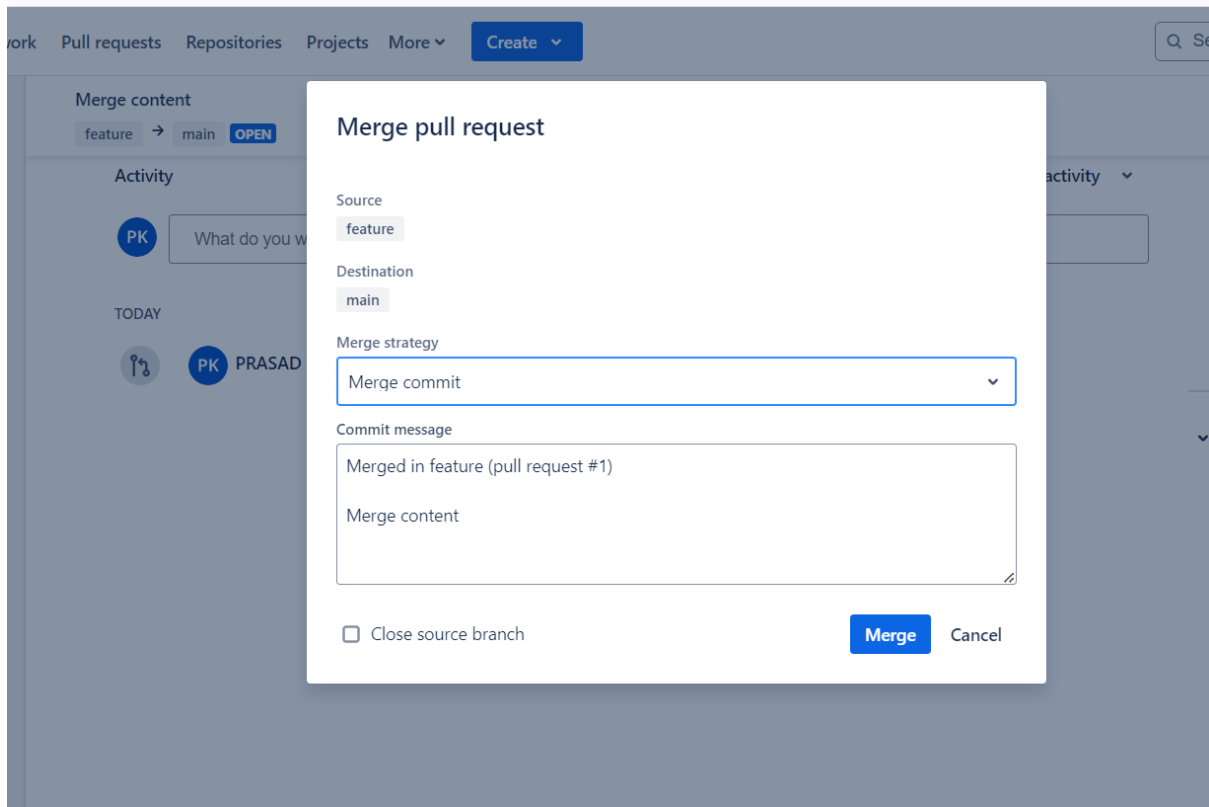 Pull requests Repositories Projects More Create
Merge content
feature → main OPEN
Activity
activity
PK
What do you w
TODAY
PK PRASAD
Merge pull request
Source
feature
Destination
main
Merge strategy
Merge commit
Commit message
Merged in feature (pull request #1)
Merge content
Close source branch
Merge Cancel